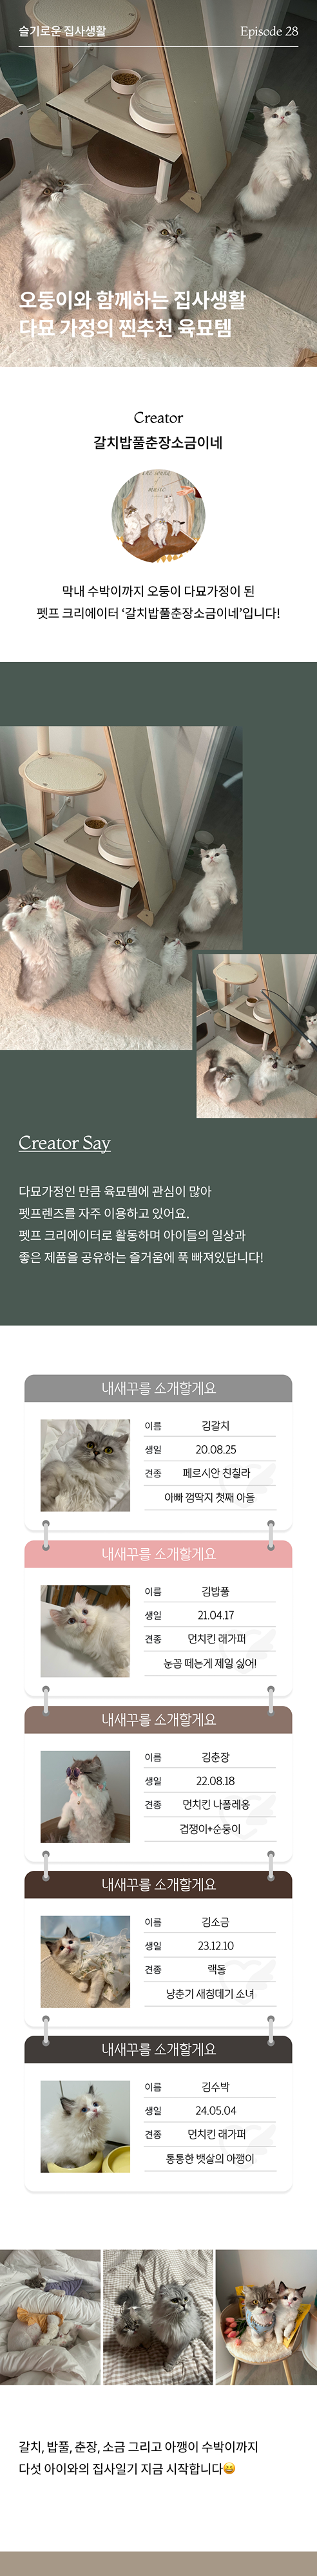 슬기로운 집사생활
Episode 28
오둥이와 함께하는 집사생활
다묘 가정의 찐추천 육묘템
Creator
갈치밥풀춘장소금이네
막내 수박이까지 오둥이 다묘가정이 된
펫프 크리에이터 ‘갈치밥풀춘장소금이네’입니다!
Creator Say
다묘가정인 만큼 육묘템에 관심이 많아
펫프렌즈를 자주 이용하고 있어요.
펫프 크리에이터로 활동하며 아이들의 일상과
좋은 제품을 공유하는 즐거움에 푹 빠져있답니다!
내새꾸를 소개할게요
이름 김갈치
생일 20.08.25
견종 페르시안 친칠라
아빠 껌딱지 첫째 아들
내새꾸를 소개할게요
이름 김밥풀
생일 21.04.17
견종 먼치킨 래가퍼
눈꼽 떼는게 제일 싫어!
내새꾸를 소개할게요
이름 김춘장
생일 22.08.18
견종 먼치킨 나폴레옹
겁쟁이+순둥이
내새꾸를 소개할게요
이름 김소금
생일 23.12.10
견종 랙돌
냥춘기 새침데기 소녀
내새꾸를 소개할게요
이름 김수박
생일 24.05.04
견종 먼치킨 래가퍼
통통한 뱃살의 아깽이
갈치, 밥풀, 춘장, 소금 그리고 아깽이 수박이까지
다섯 아이와의 집사일기 지금 시작합니다😆